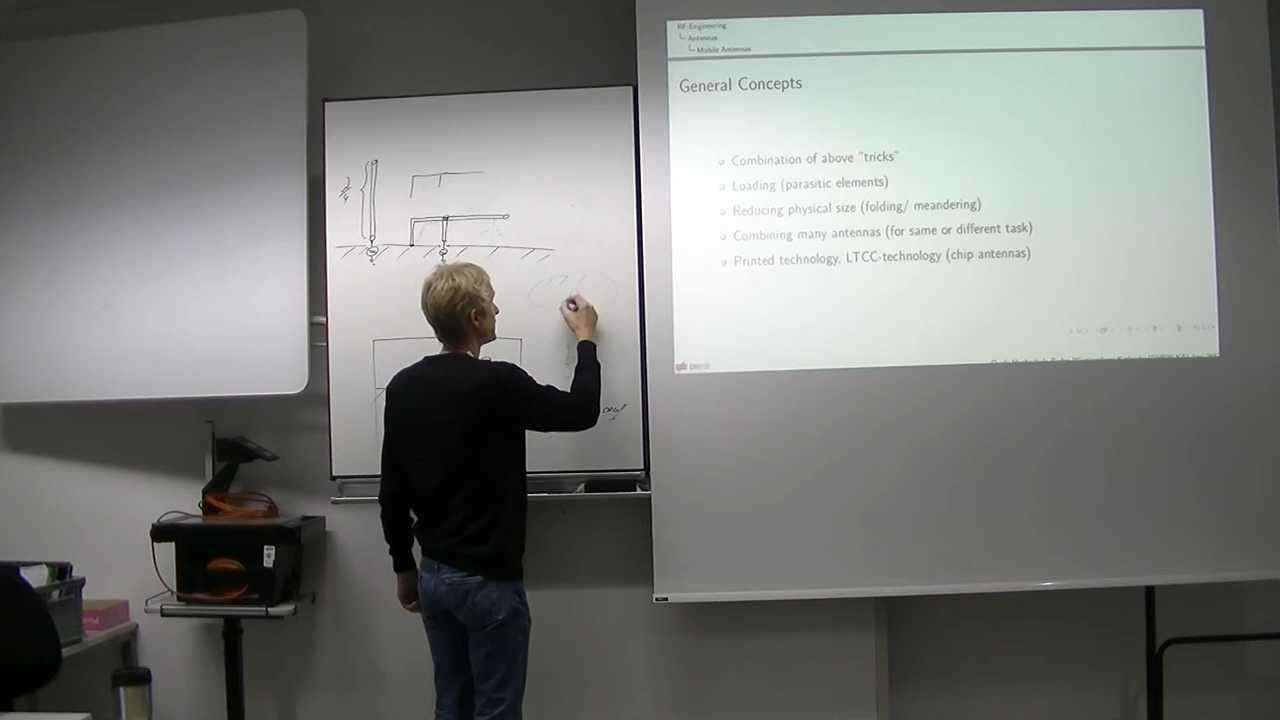 RF-Engineering
Antennas
Mobile Antennas
General Concepts
Combination of above "tricks"
Loading (parasitic elements)
Reducing physical size (folding/ meandering)
Combining many antennas (for same or different task)
Printed technology, LTCC-technology (chip antennas)